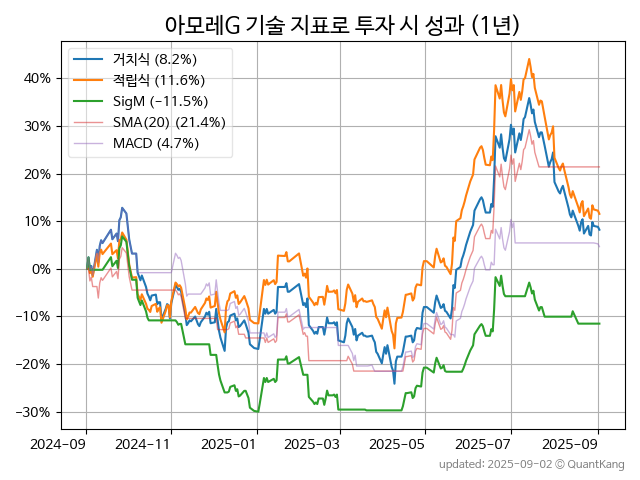 아모레G 기술 지표로 투자 시 성과 (1년)
거치식 (8.2%)
적립식 (11.6%)
SigM (−11.5%)
SMA(20) (21.4%)
MACD (4.7%)
40%
30%
20%
10%
0%
−10%
−20%
−30%
2024-09 2024-11 2025-01 2025-03 2025-05 2025-07 2025-09
updated: 2025-09-02 © QuantKang